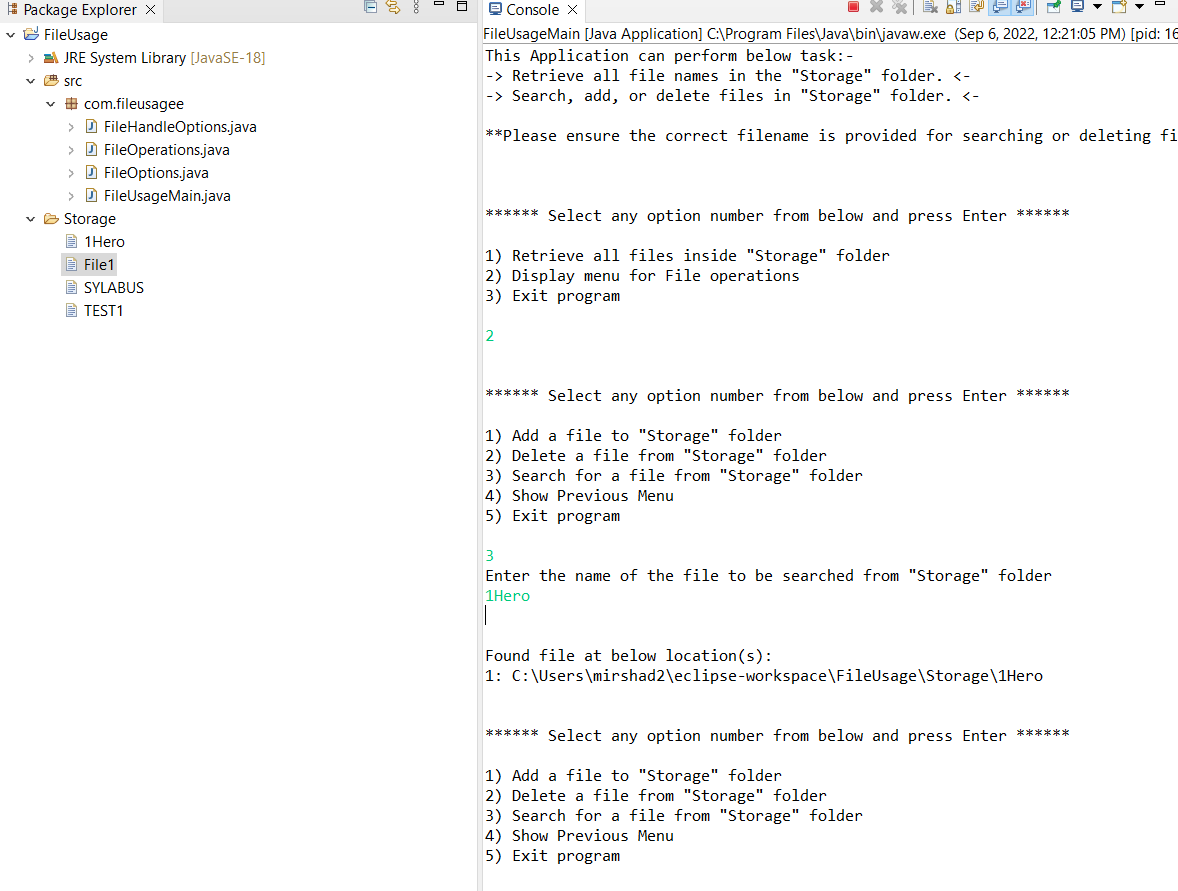 Package Explorer
FileUsage
JRE System Library [JavaSE-18]
src
com.fileusagee
FileHandleOptions.java
FileOperations.java
FileOptions.java
FileUsageMain.java
Storage
1Hero
File1
SYLABUS
TEST1
Console
FileUsageMain [Java Application] C:\Program Files\Java\bin\javaw.exe (Sep 6, 2022, 12:21:05 PM) [pid: 16
This Application can perform below task:-
-> Retrieve all file names in the "Storage" folder. <-
-> Search, add, or delete files in "Storage" folder. <-
**Please ensure the correct filename is provided for searching or deleting fi
****** Select any option number from below and press Enter ******
1) Retrieve all files inside "Storage" folder
2) Display menu for File operations
3) Exit program
2
****** Select any option number from below and press Enter ******
1) Add a file to "Storage" folder
2) Delete a file from "Storage" folder
3) Search for a file from "Storage" folder
4) Show Previous Menu
5) Exit program
3
Enter the name of the file to be searched from "Storage" folder
1Hero
Found file at below location(s):
1: C:\Users\mirshad2\eclipse-workspace\FileUsage\Storage\1Hero
****** Select any option number from below and press Enter ******
1) Add a file to "Storage" folder
2) Delete a file from "Storage" folder
3) Search for a file from "Storage" folder
4) Show Previous Menu
5) Exit program